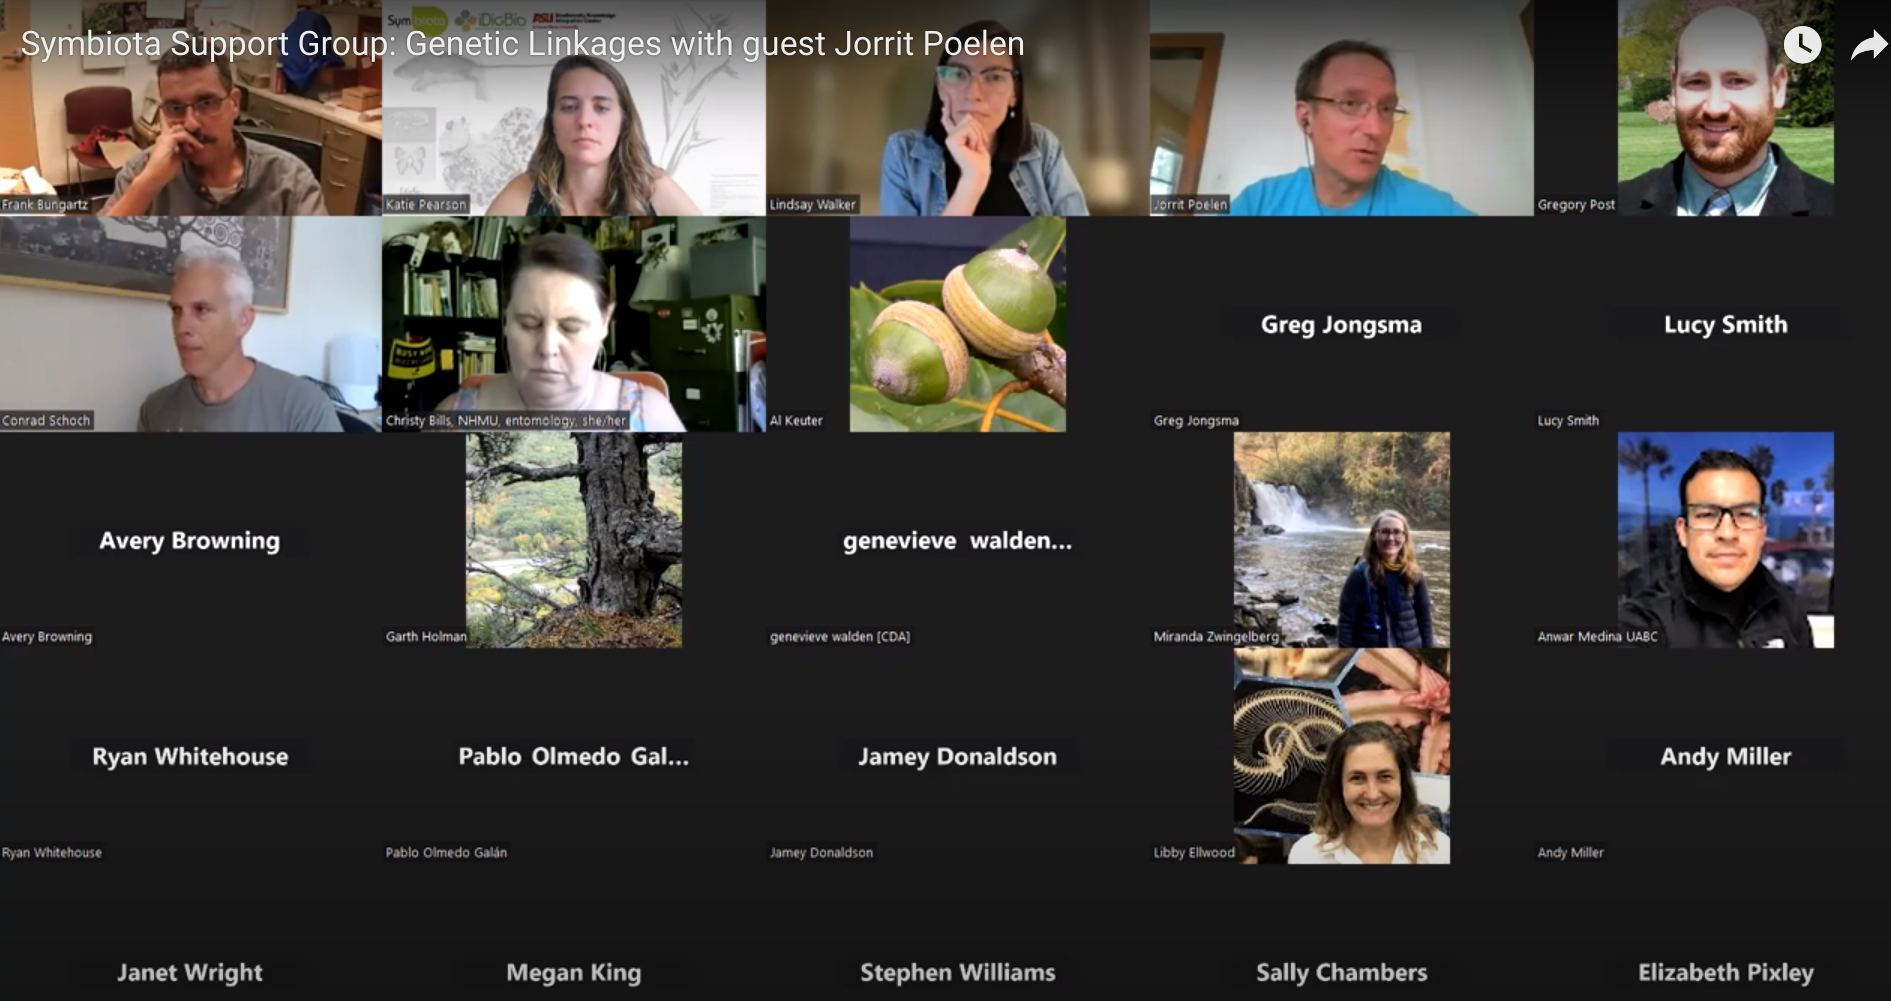 Symbiota
iDigBio
ASU Biodiversity Knowledge
Integration Center
Symbiota Support Group: Genetic Linkages with guest Jorrit Poelen
Frank Bungartz
Katie Pearson
Lindsay Walker
Jorrit Poelen
Gregory Post
Greg Jongsma
Lucy Smith
Conrad Schoch
Christy Bills, NHMU, entomology, she/her
Al Keuter
Greg Jongsma
Lucy Smith
Avery Browning
genevieve walden...
Avery Browning
Garth Holman
genevieve walden [CDA]
Miranda Zwingelberg
Anwar Medina UABC
Ryan Whitehouse
Pablo Olmedo Gal...
Jamey Donaldson
Andy Miller
Ryan Whitehouse
Pablo Olmedo Galán
Jamey Donaldson
Libby Ellwood
Andy Miller
Janet Wright
Megan King
Stephen Williams
Sally Chambers
Elizabeth Pixley